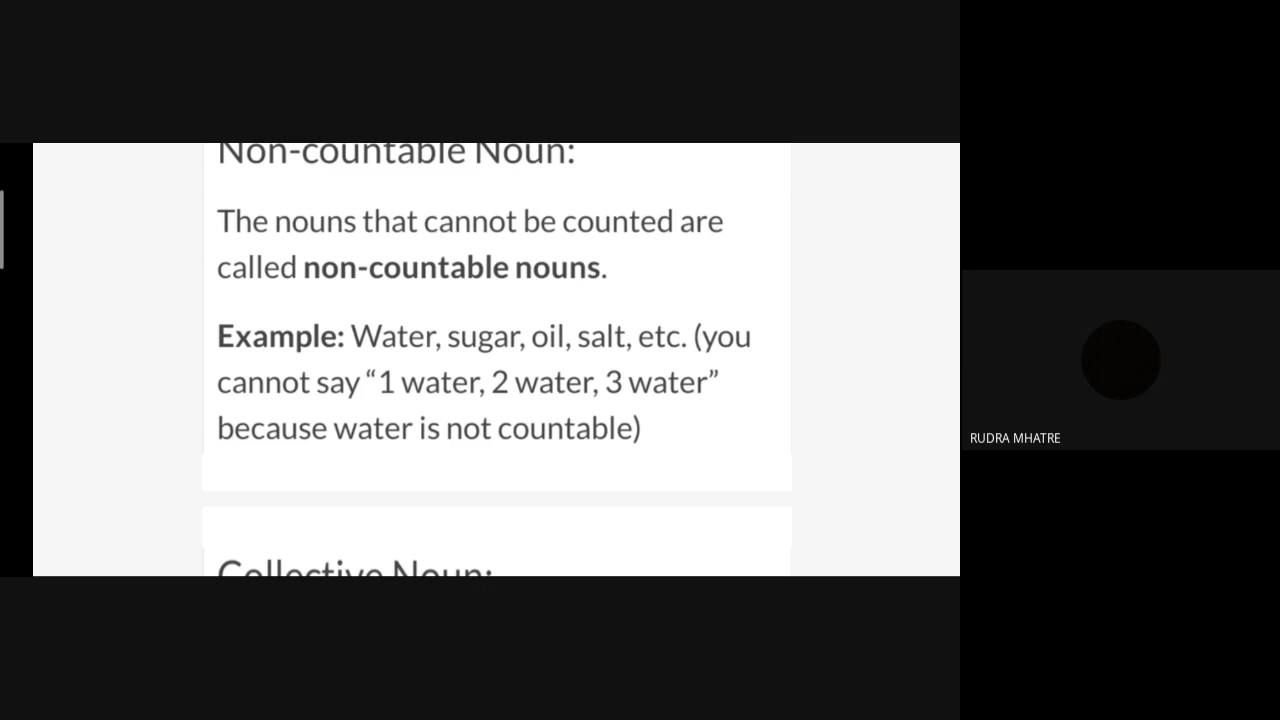 Non-countable Noun:
The nouns that cannot be counted are
called non-countable nouns.
Example: Water, sugar, oil, salt, etc. (you
cannot say “1 water, 2 water, 3 water”
because water is not countable)
RUDRA MHATRE
Collective Noun: